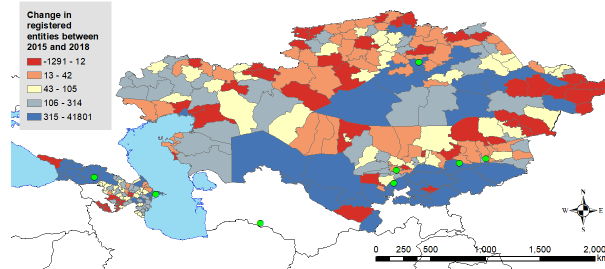 Change in
registered
entities between
2015 and 2018
-1291 - 12
13 - 42
43 - 105
106 - 314
315 - 41801
N
W E
S
0 250 500 1,000 1,500 2,000
km